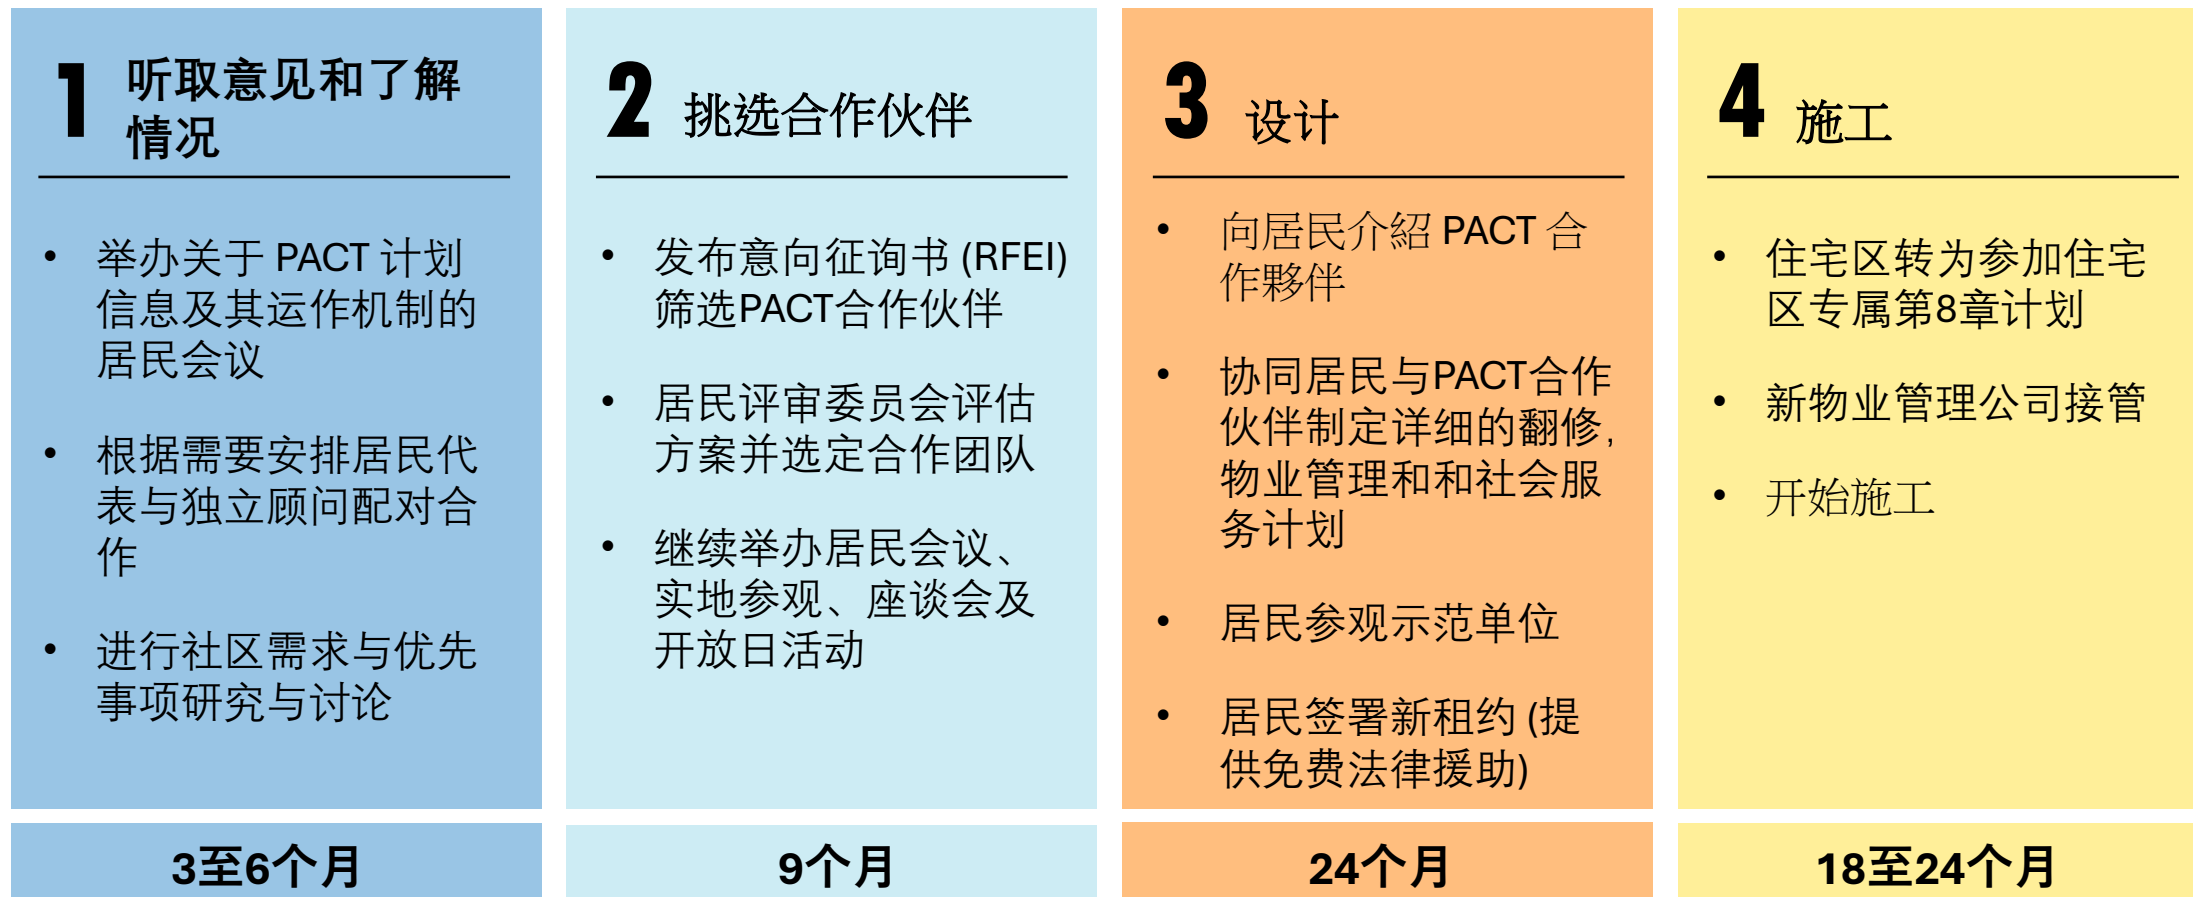 1
听取意见和了解
情况
• 举办关于 PACT 计划
信息及其运作机制的
居民会议
• 根据需要安排居民代
表与独立顾问配对合
作
• 进行社区需求与优先
事项研究与讨论
3至6个月
2 挑选合作伙伴
• 发布意向征询书 (RFEI)
筛选PACT合作伙伴
• 居民评审委员会评估
方案并选定合作团队
• 继续举办居民会议、
实地参观、座谈会及
开放日活动
9个月
3 设计
• 向居民介紹 PACT 合
作夥伴
• 协同居民与PACT合作
伙伴制定详细的翻修,
物业管理和和社会服
务计划
• 居民参观示范单位
• 居民签署新租约 (提
供免费法律援助)
24个月
4 施工
• 住宅区转为参加住宅
区专属第8章计划
• 新物业管理公司接管
• 开始施工
18至24个月